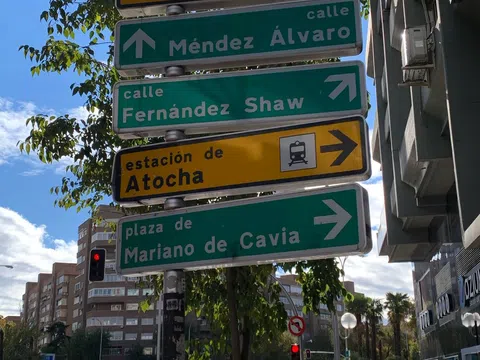 calle
Méndez Álvaro
calle
Fernández Shaw
estación de
Atocha
plaza de
Mariano de Cavia